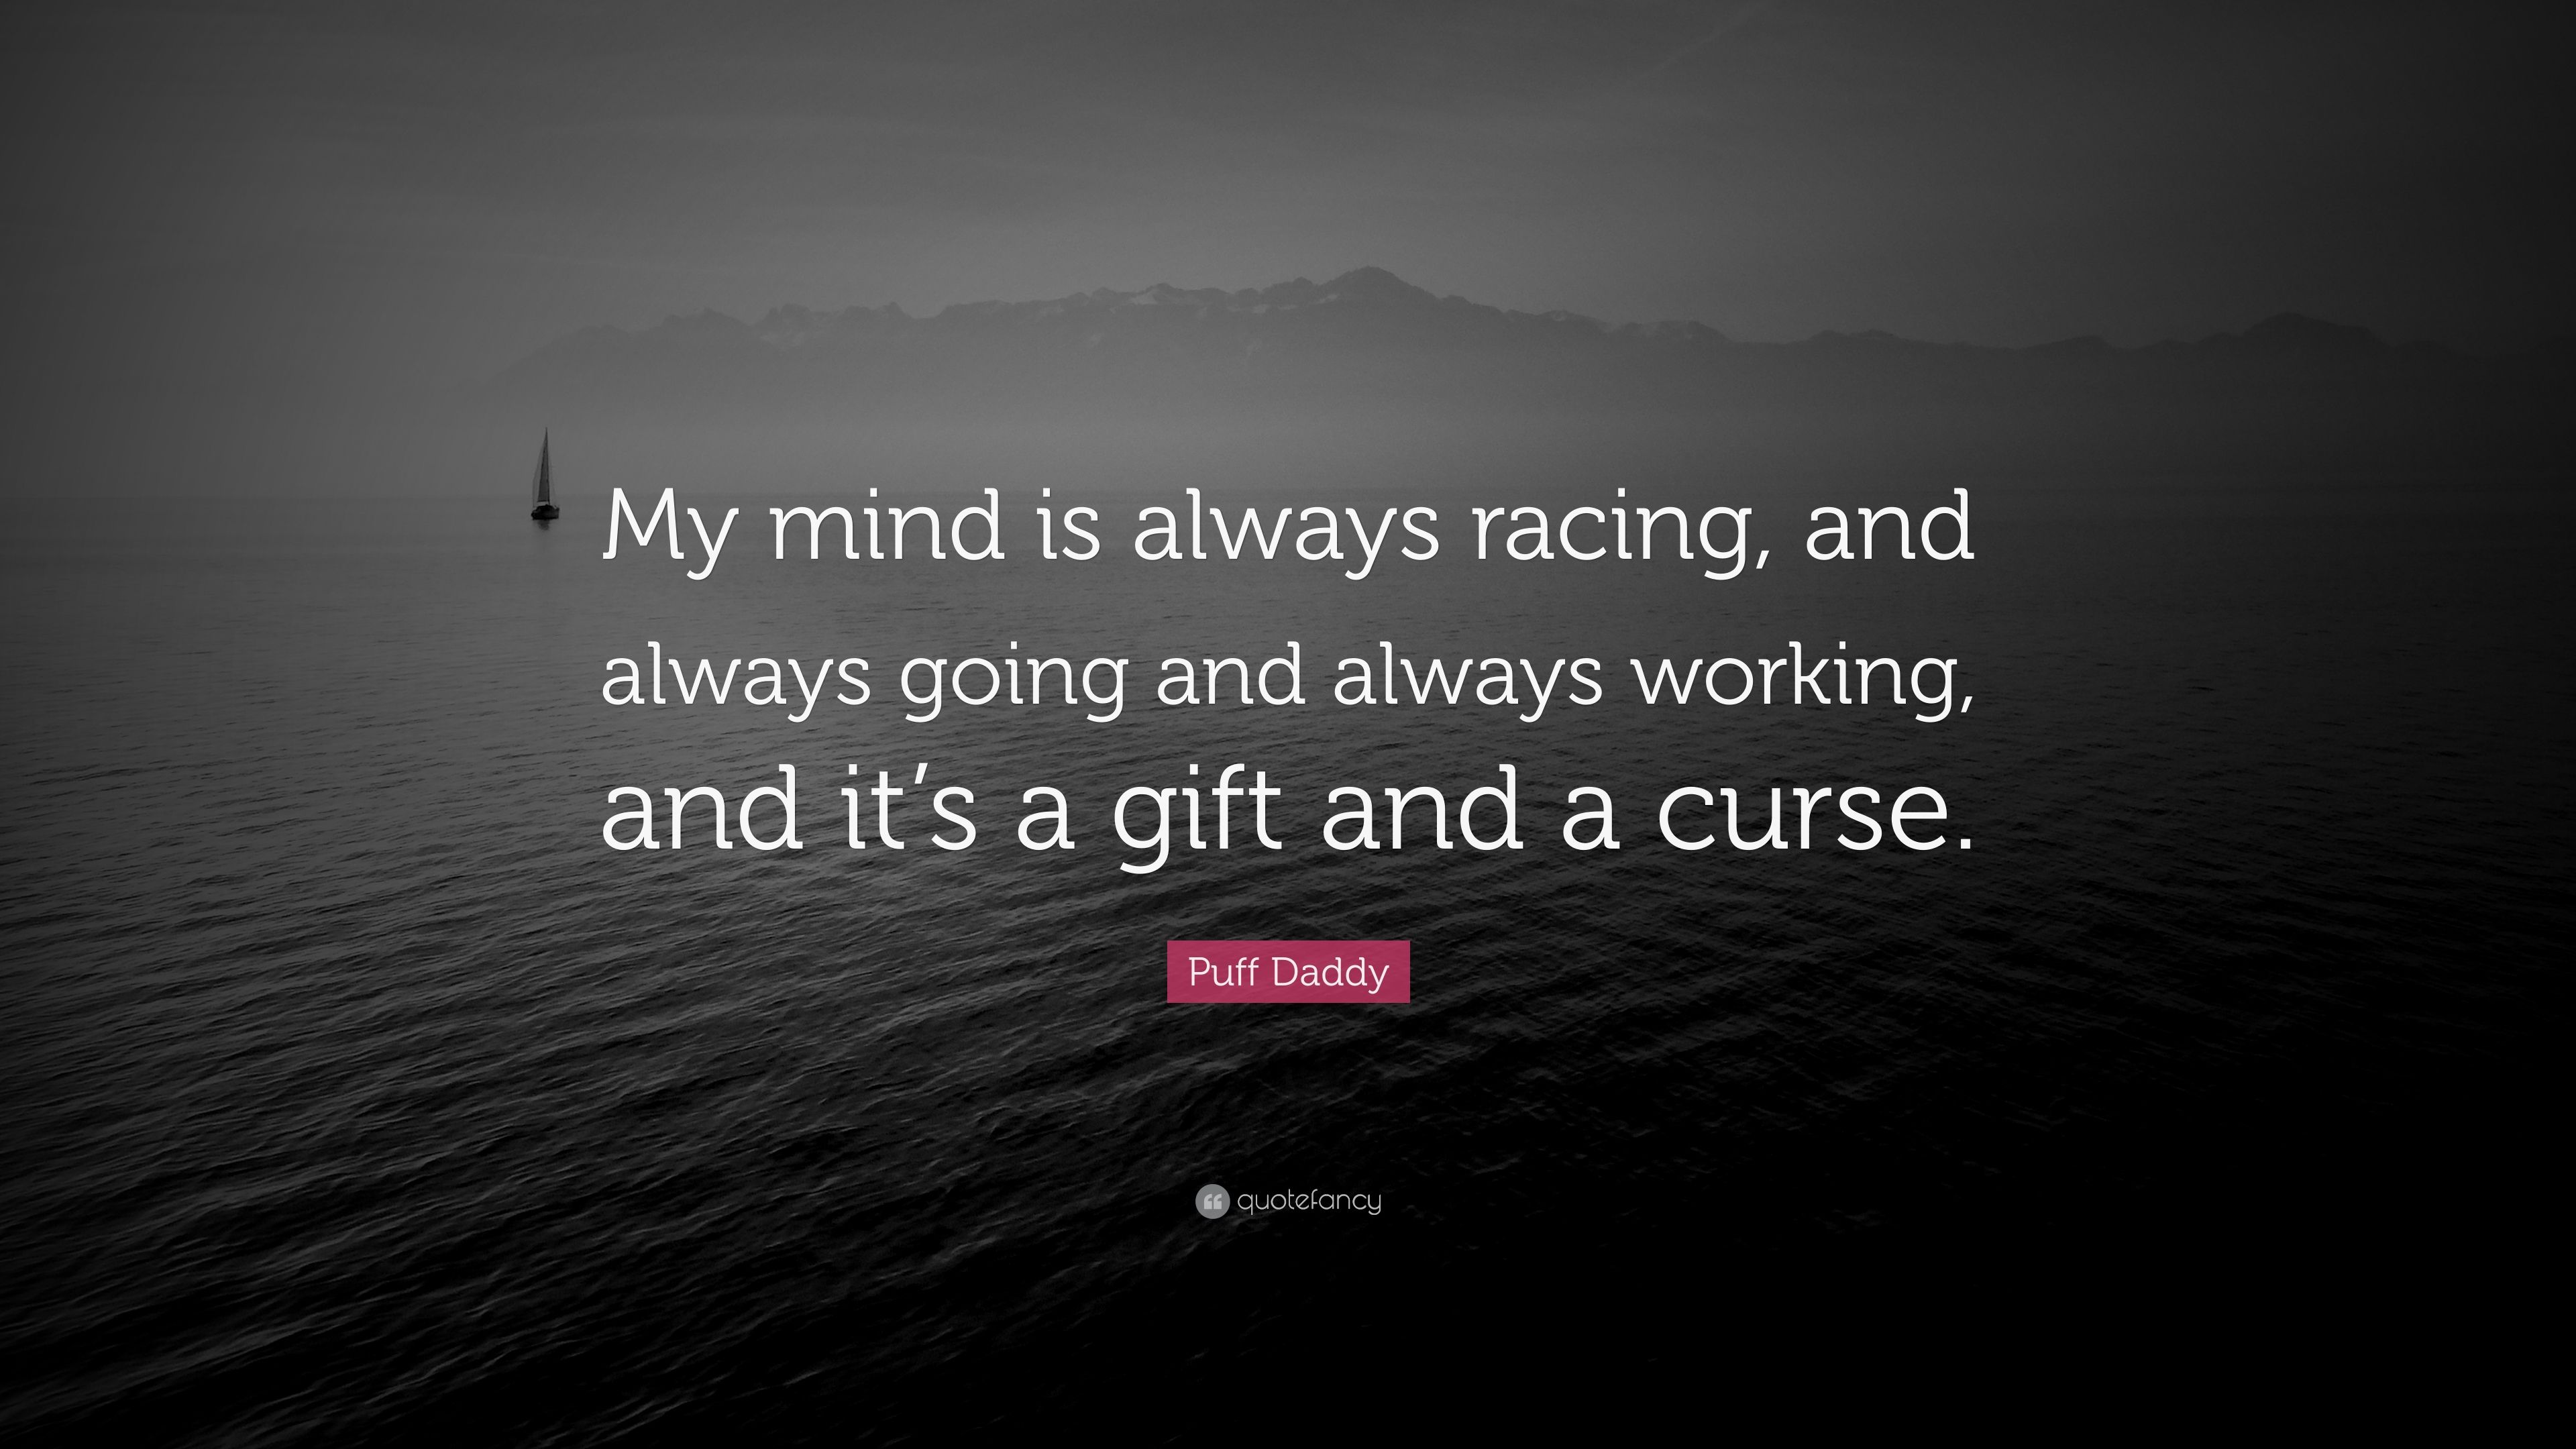 My mind is always racing, and
always going and always working,
and it’s a gift and a curse.
Puff Daddy
quotefancy